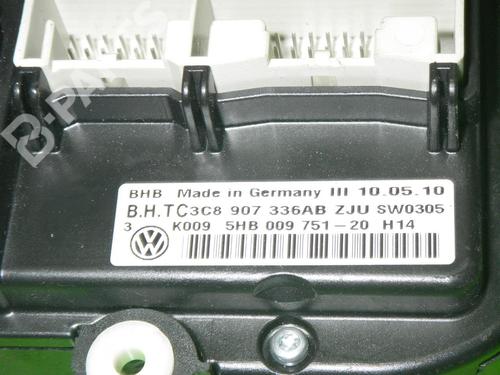 B-PARTS
BHB Made in Germany III 10.05.10
B.H.TC3C8 907 336AB ZJU SW0305
3 K009 5HB 009 751-20 H14